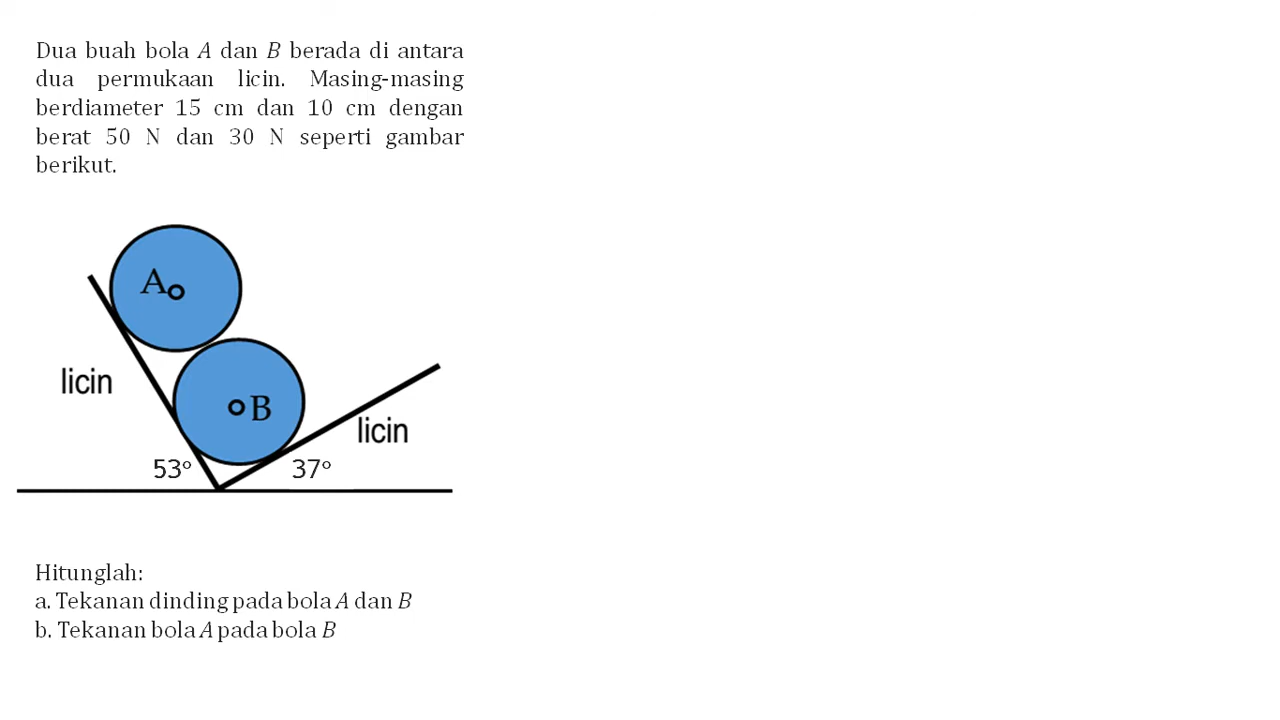 Dua buah bola A dan B berada di antara
dua permukaan licin. Masing-masing
berdiameter 15 cm dan 10 cm dengan
berat 50 N dan 30 N seperti gambar
berikut.
A
licin
B
licin
53°
37°
Hitunglah:
a. Tekanan dinding pada bola A dan B
b. Tekanan bola A pada bola B